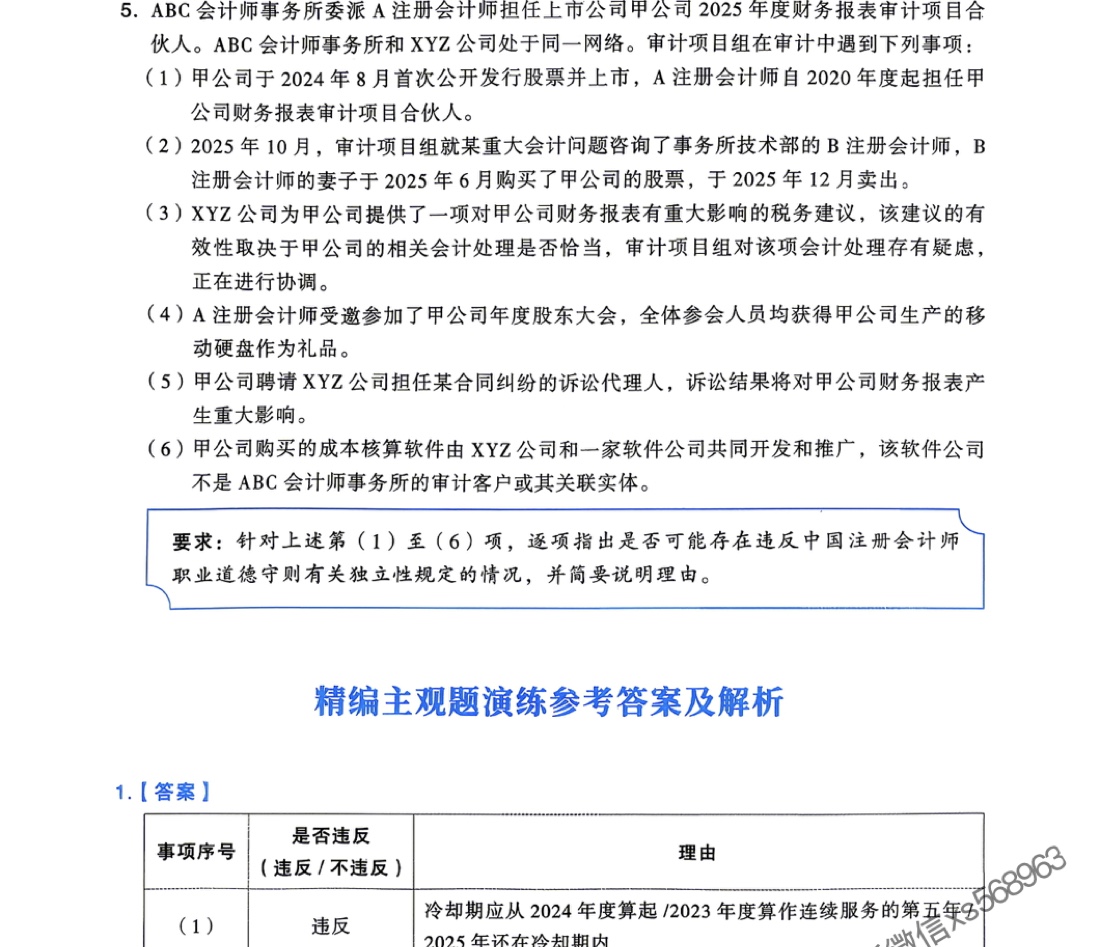 5. ABC 会计师事务所委派 A 注册会计师担任上市公司甲公司 2025 年度财务报表审计项目合
伙人。ABC 会计师事务所和 XYZ 公司处于同一网络。审计项目组在审计中遇到下列事项：
（1）甲公司于 2024 年 8 月首次公开发行股票并上市，A 注册会计师自 2020 年度起担任甲
公司财务报表审计项目合伙人。
（2）2025 年 10 月，审计项目组就某重大会计问题咨询了事务所技术部的 B 注册会计师，B
注册会计师的妻子于 2025 年 6 月购买了甲公司的股票，于 2025 年 12 月卖出。
（3）XYZ 公司为甲公司提供了一项对甲公司财务报表有重大影响的税务建议，该建议的有
效性取决于甲公司的相关会计处理是否恰当，审计项目组对该项会计处理存有疑虑，
正在进行协调。
（4）A 注册会计师受邀参加了甲公司年度股东大会，全体参会人员均获得甲公司生产的移
动硬盘作为礼品。
（5）甲公司聘请 XYZ 公司担任某合同纠纷的诉讼代理人，诉讼结果将对甲公司财务报表产
生重大影响。
（6）甲公司购买的成本核算软件由 XYZ 公司和一家软件公司共同开发和推广，该软件公司
不是 ABC 会计师事务所的审计客户或其关联实体。
要求：针对上述第（1）至（6）项，逐项指出是否可能存在违反中国注册会计师
职业道德守则有关独立性规定的情况，并简要说明理由。
精编主观题演练参考答案及解析
1.【答案】
事项序号
是否违反
（违反 / 不违反）
理由
（1）
违反
冷却期应从 2024 年度算起 /2023 年度算作连续服务的第五年 /
2025 年还在冷却期内
微信xs568963